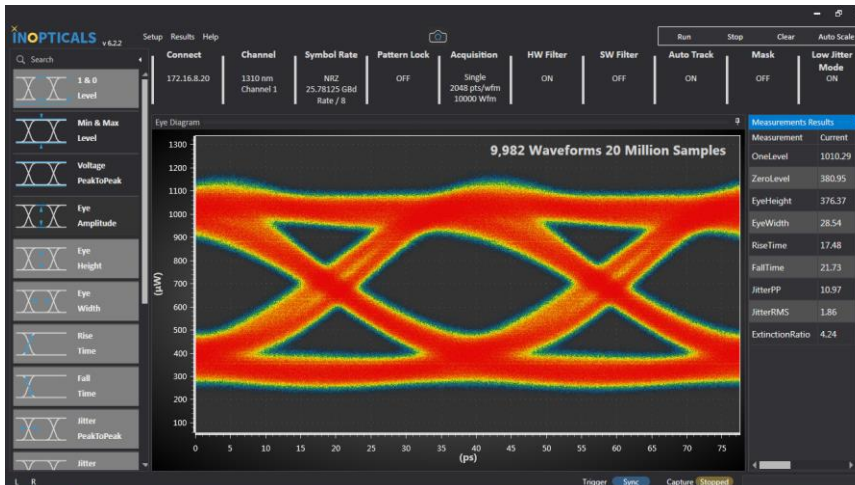 INOPTICALS v 6.2.2
Setup Results Help
Run Stop Clear Auto Scale
Search
Connect
172.16.8.20
Channel
1310 nm
Channel 1
Symbol Rate
NRZ
25.78125 GBd
Rate / 8
Pattern Lock
OFF
Acquisition
Single
2048 pts/wfm
10000 Wfm
HW Filter
ON
SW Filter
OFF
Auto Track
ON
Mask
OFF
Low Jitter
Mode
ON
1 & 0
Level
Min & Max
Level
Voltage
PeakToPeak
Eye
Amplitude
Eye
Height
Eye
Width
Rise
Time
Fall
Time
Jitter
PeakToPeak
Jitter
Eye Diagram
9,982 Waveforms 20 Million Samples
1300
1200
1100
1000
900
800
700
600
500
400
300
200
100
(µW)
0 5 10 15 20 25 30 35 40 45 50 55 60 65 70 75
(ps)
Measurements Results
Measurement Current
OneLevel 1010.29
ZeroLevel 380.95
EyeHeight 376.37
EyeWidth 28.54
RiseTime 17.48
FallTime 21.73
JitterPP 10.97
JitterRMS 1.86
ExtinctionRatio 4.24
L R
Trigger Sync Capture Stopped